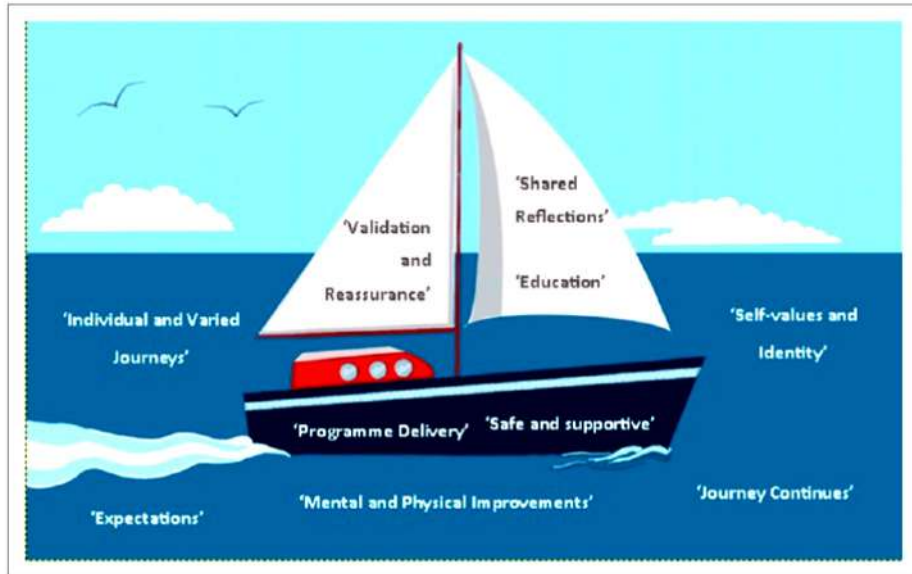 ‘Shared
Reflections’
‘Validation
and
Reassurance’
‘Education’
‘Individual and Varied
Journeys’
‘Self-values and
Identity’
‘Programme Delivery’
‘Safe and supportive’
‘Mental and Physical Improvements’
‘Journey Continues’
‘Expectations’